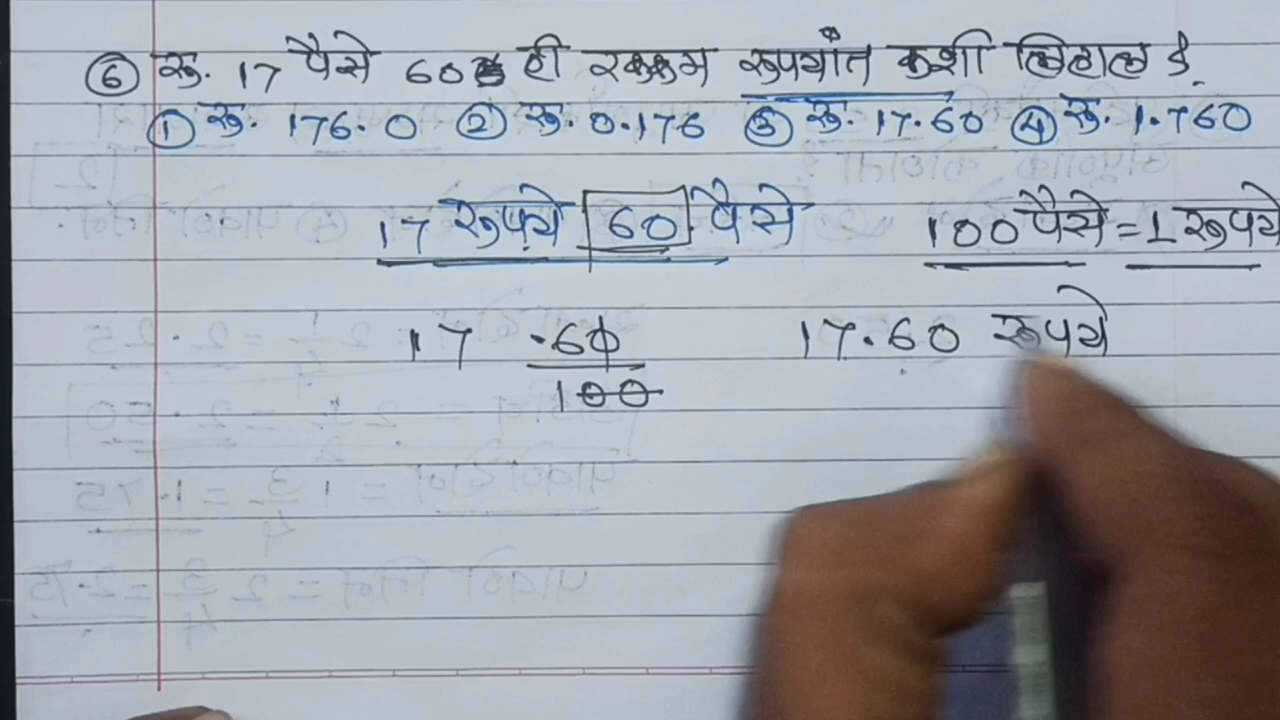 ⑥ रू. 17 पैसे 60 ही रक्कम रुपयांत कशी लिहाल ?
① रू. 176.0 ② रू. 0.176 ③ रू. 17.60 ④ रू. 1.760
17 रूपये 60 पैसे 100 पैसे = 1 रूपये
17 .60 17.60 रूपये
100